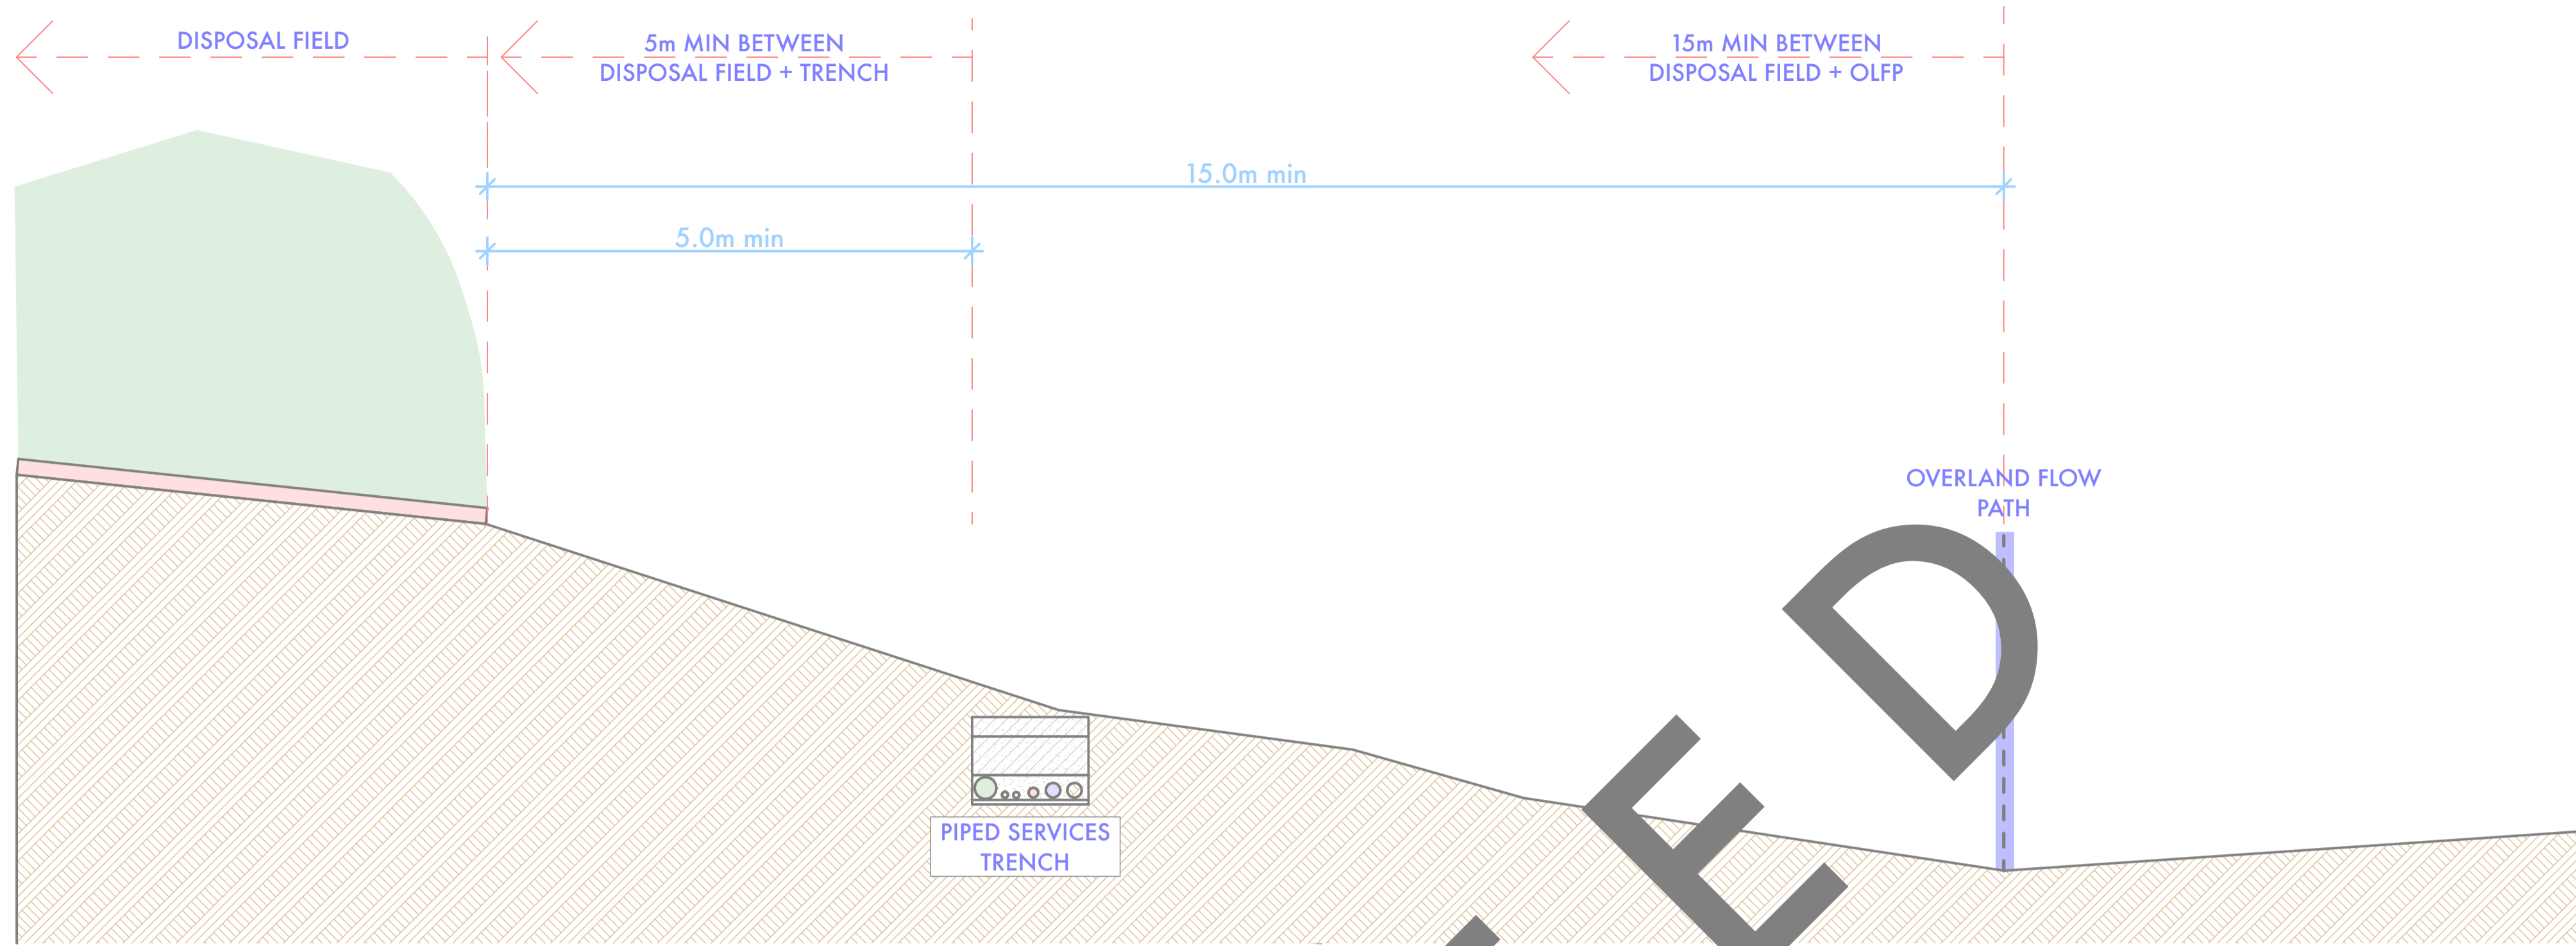 DISPOSAL FIELD
5m MIN BETWEEN
DISPOSAL FIELD + TRENCH
15m MIN BETWEEN
DISPOSAL FIELD + OLFP
15.0m min
5.0m min
OVERLAND FLOW
PATH
PIPED SERVICES
TRENCH
ED